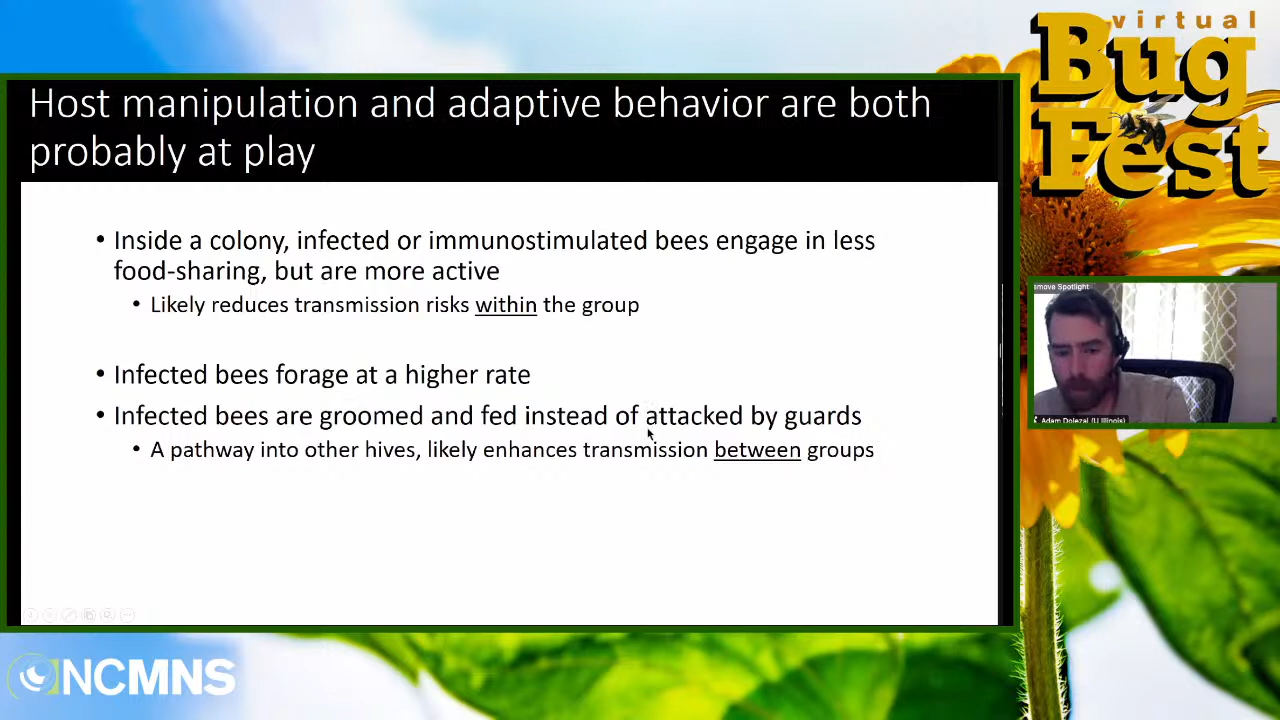 virtual
Bug
Fest
Host manipulation and adaptive behavior are both
probably at play
• Inside a colony, infected or immunostimulated bees engage in less
food-sharing, but are more active
• Likely reduces transmission risks within the group
• Infected bees forage at a higher rate
• Infected bees are groomed and fed instead of attacked by guards
• A pathway into other hives, likely enhances transmission between groups
move Spotlight
Adam Dolezal (U Illinois)
NCMNS